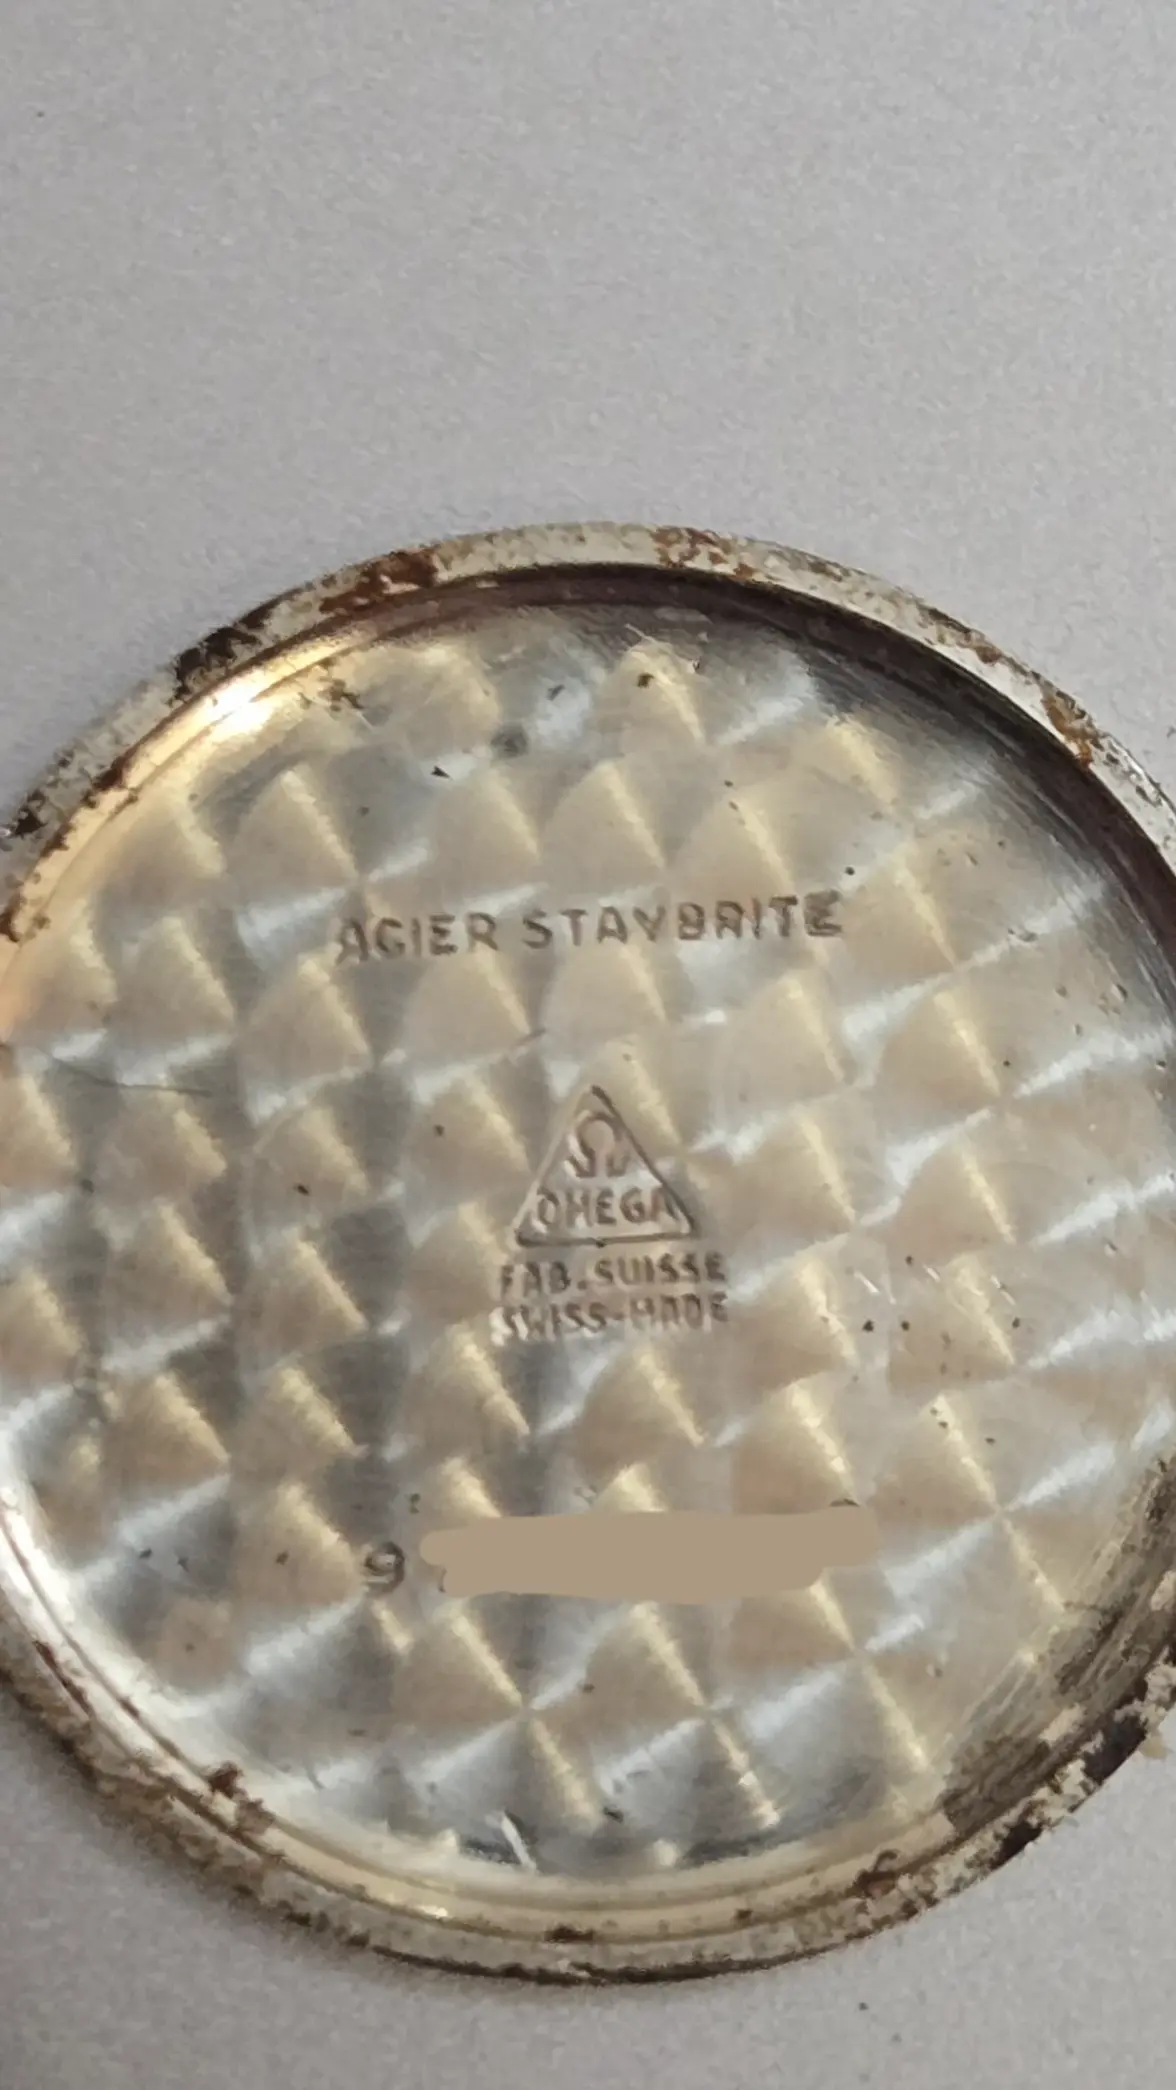 ACIER STAYBRITE
Ω
OMEGA
FAB.SUISSE
SWISS-MADE
9